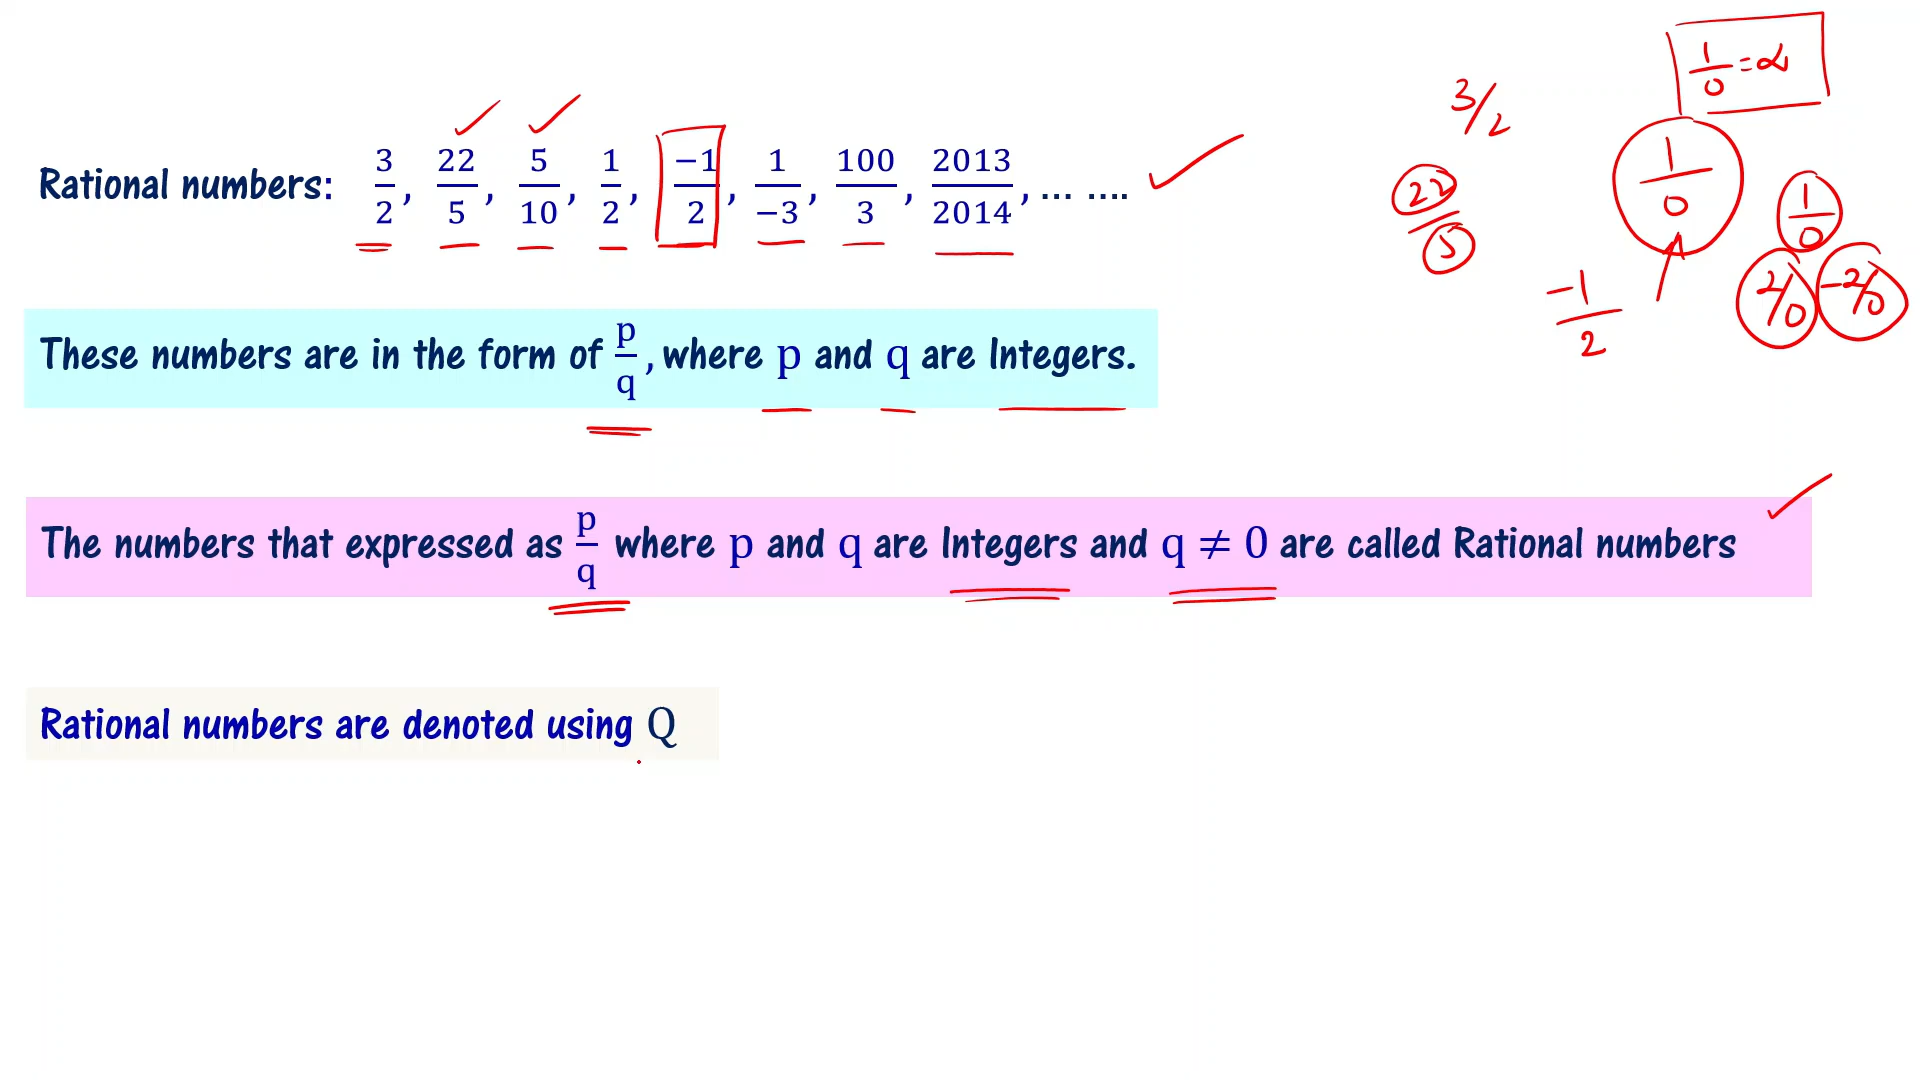 Rational numbers: 3/2, 22/5, 5/10, 1/2, -1/2, 1/-3, 100/3, 2013/2014, ... ....
These numbers are in the form of p/q, where p and q are Integers.
The numbers that expressed as p/q where p and q are Integers and q ≠ 0 are called Rational numbers
Rational numbers are denoted using Q
1/0 = α
3/2
22/5
1/0
1/0
-1/2
2/0
-2/0